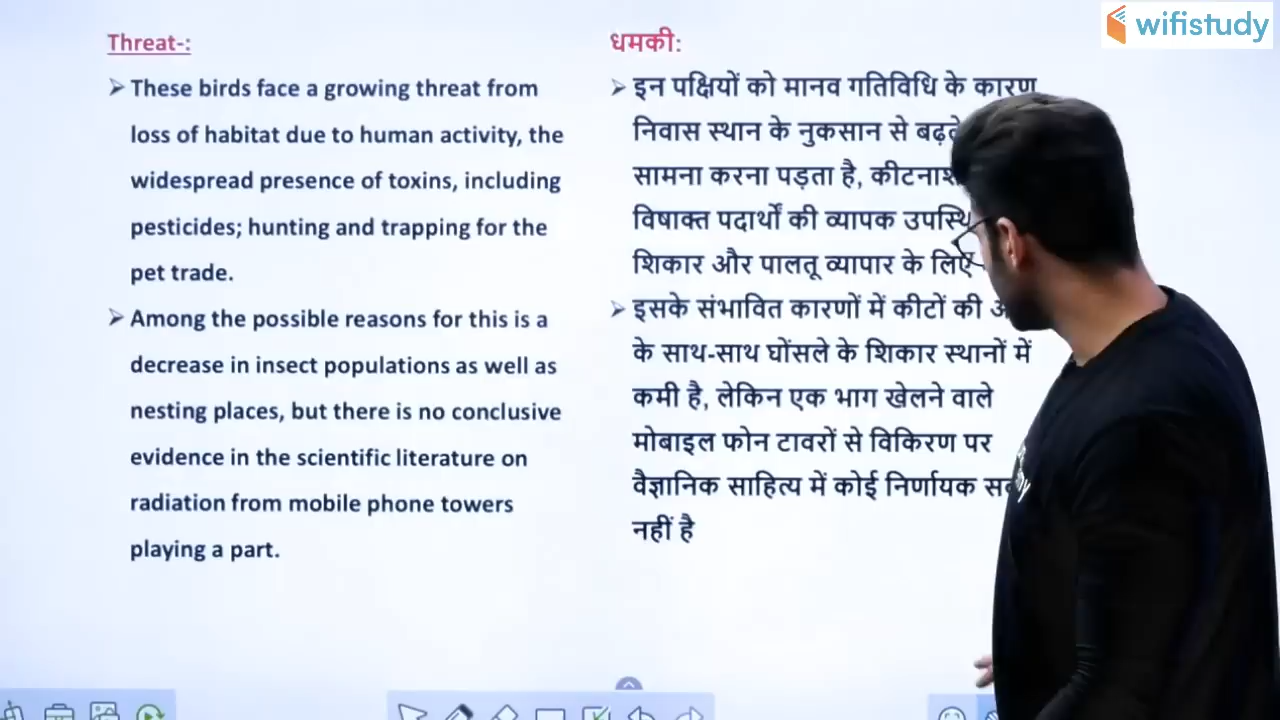 wifistudy
Threat-:
These birds face a growing threat from
loss of habitat due to human activity, the
widespread presence of toxins, including
pesticides; hunting and trapping for the
pet trade.
Among the possible reasons for this is a
decrease in insect populations as well as
nesting places, but there is no conclusive
evidence in the scientific literature on
radiation from mobile phone towers
playing a part.
धमकी:
इन पक्षियों को मानव गतिविधि के कारण
निवास स्थान के नुकसान से
सामना करना पड़ता है,
विषाक्त पदार्थों की व्यापक
शिकार और पालतू व्यापार के लिए
इसके संभावित कारणों में कीटों की
के साथ-साथ घोंसले के शिकार स्थानों में
कमी है, लेकिन एक भाग खेलने वाले
मोबाइल फोन टावरों से विकिरण पर
वैज्ञानिक साहित्य में कोई निर्णायक
नहीं है